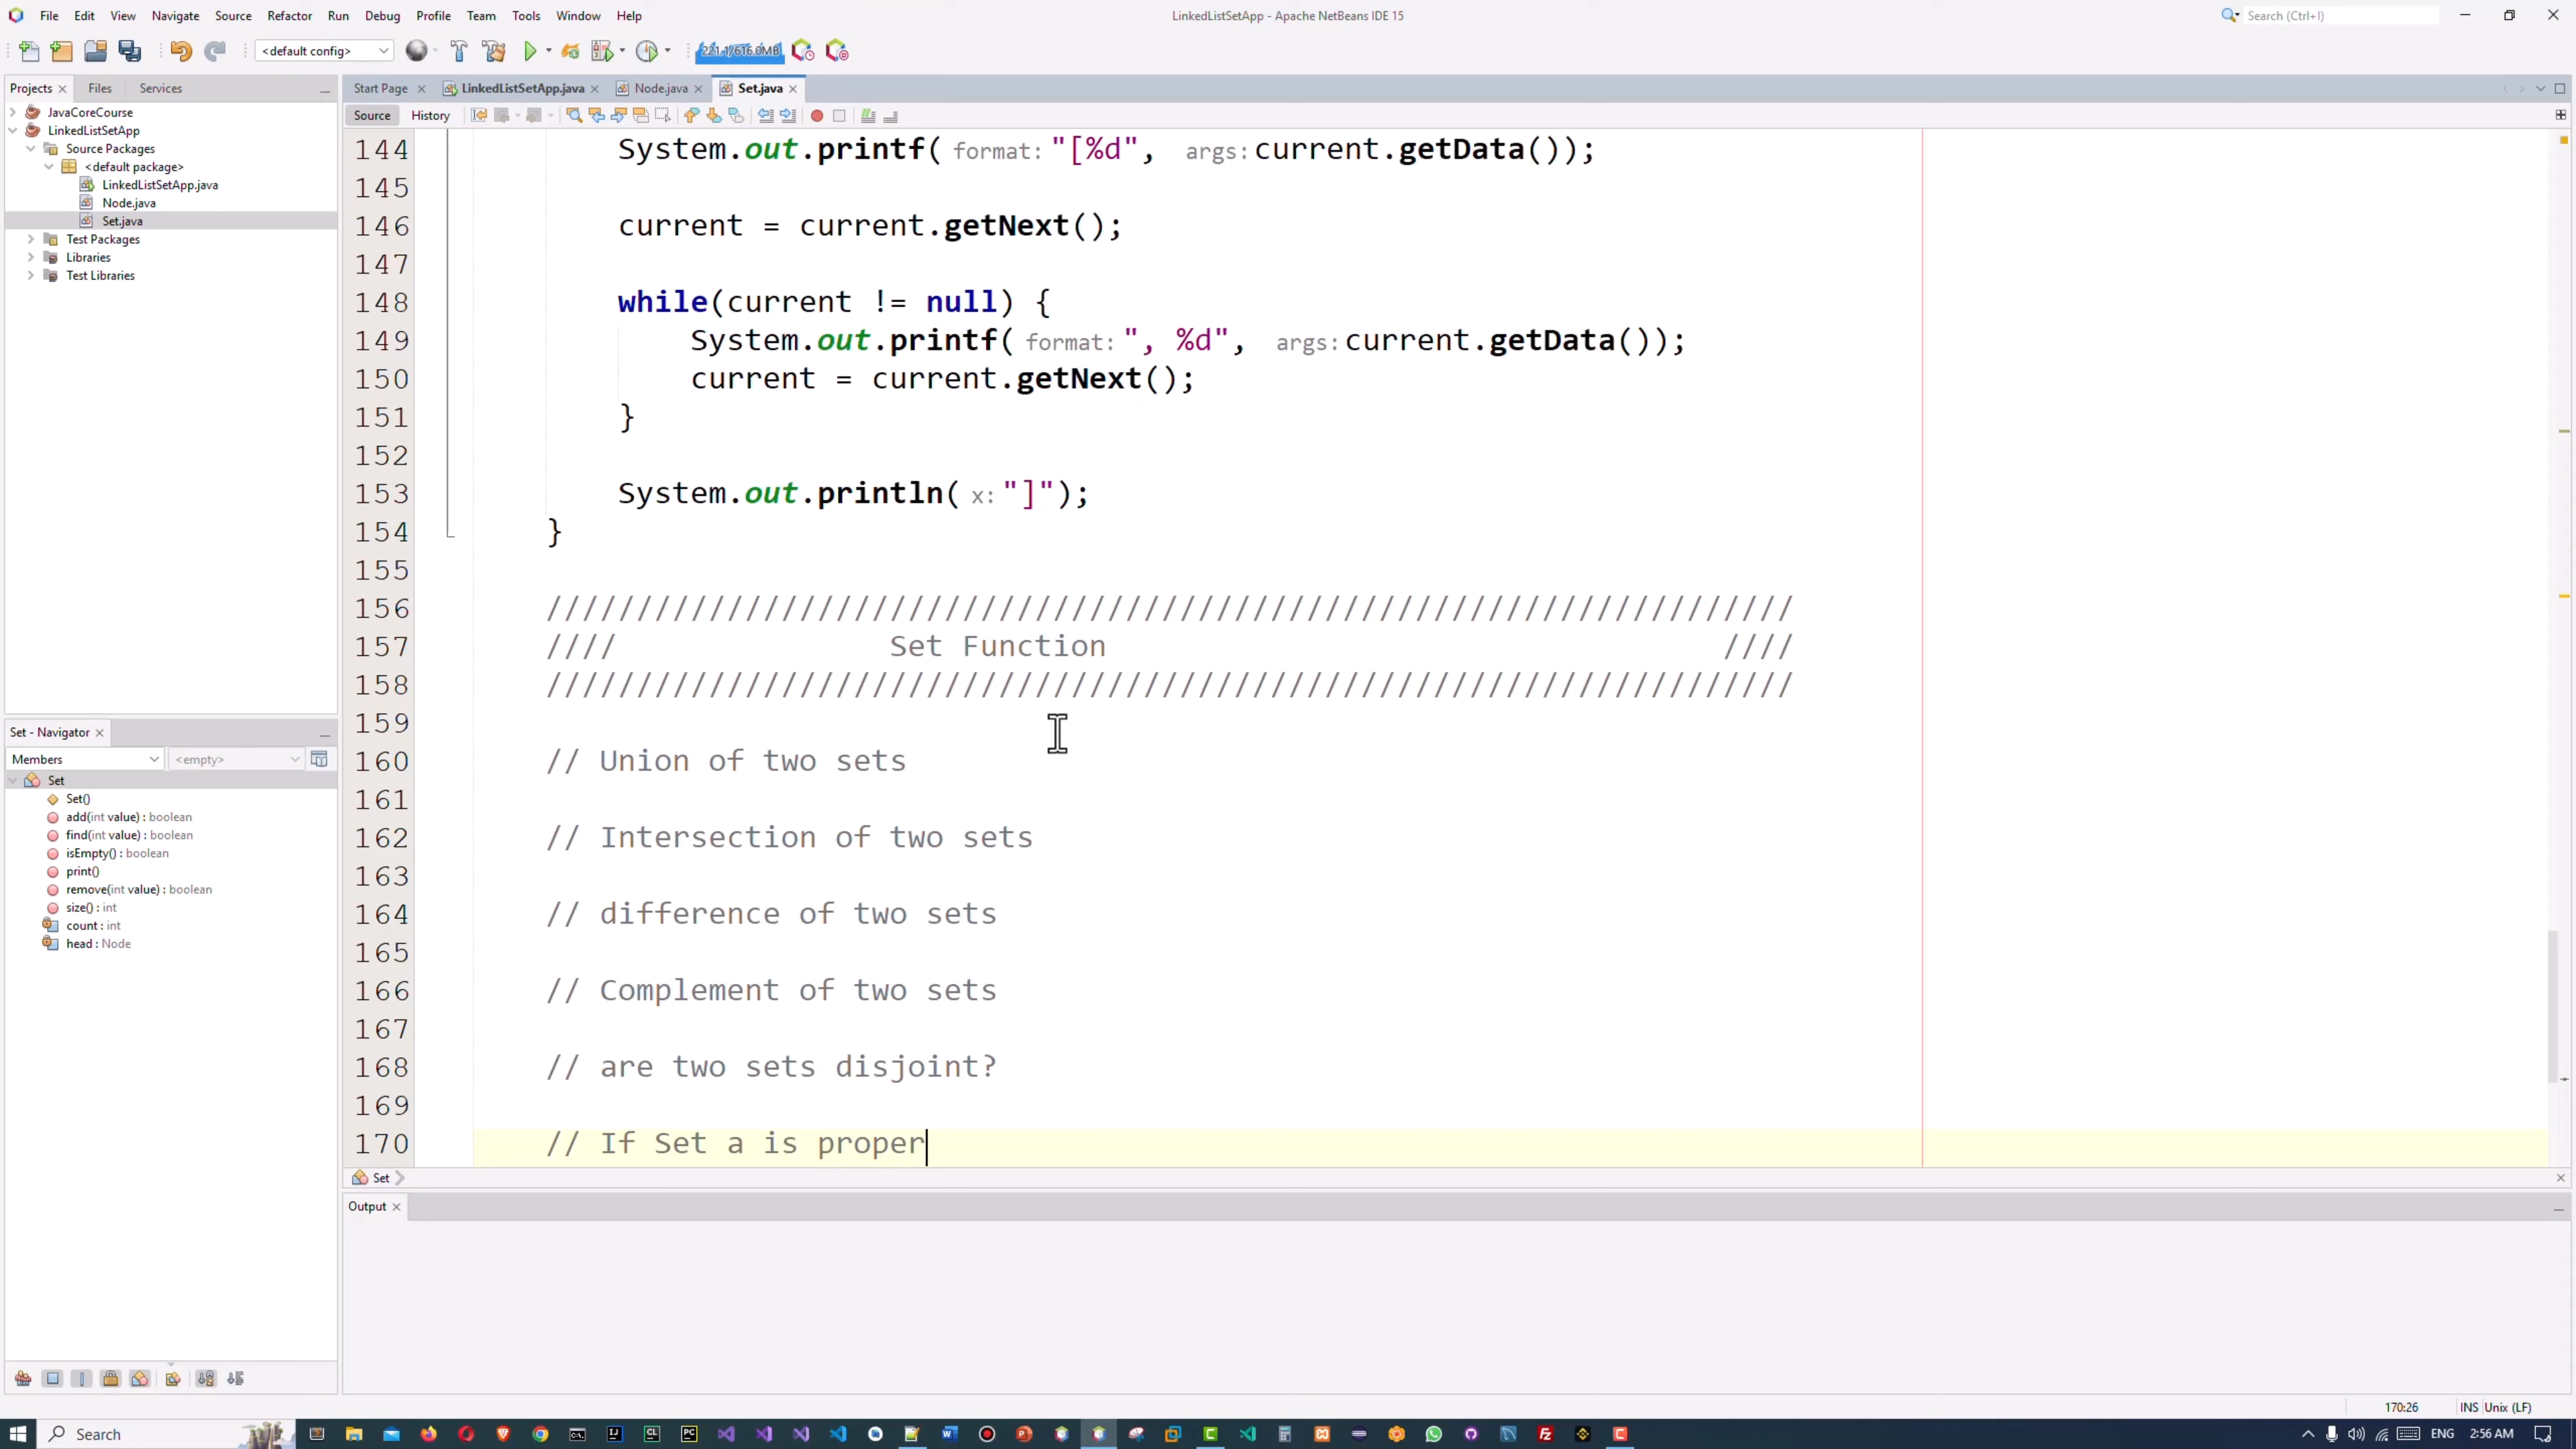 File Edit View Navigate Source Refactor Run Debug Profile Team Tools Window Help
LinkedListSetApp - Apache NetBeans IDE 15
Search (Ctrl+I)
<default config>
221.1/616.0MB
Projects Files Services
JavaCoreCourse
LinkedListSetApp
Source Packages
<default package>
LinkedListSetApp.java
Node.java
Set.java
Test Packages
Libraries
Test Libraries
Start Page LinkedListSetApp.java Node.java Set.java
Source History
144 System.out.printf( format: "[%d", args: current.getData());
145
146 current = current.getNext();
147
148 while(current != null) {
149 System.out.printf( format: ", %d", args: current.getData());
150 current = current.getNext();
151 }
152
153 System.out.println( x: "]");
154 }
155
156 /////////////////////////////////////////////////////////////////////
157 //// Set Function ////
158 /////////////////////////////////////////////////////////////////////
159
160 // Union of two sets
161
162 // Intersection of two sets
163
164 // difference of two sets
165
166 // Complement of two sets
167
168 // are two sets disjoint?
169
170 // If Set a is proper
Set
Set - Navigator
Members <empty>
Set
Set()
add(int value) : boolean
find(int value) : boolean
isEmpty() : boolean
print()
remove(int value) : boolean
size() : int
count : int
head : Node
Output
170:26 INS Unix (LF)
Search
ENG 2:56 AM